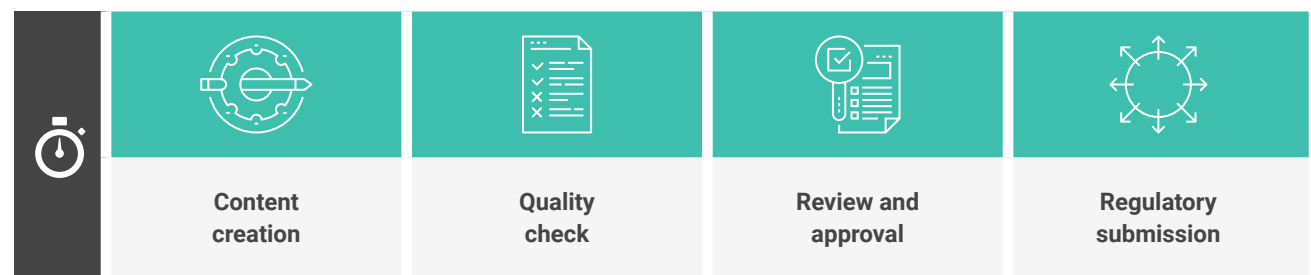 Content
creation
Quality
check
Review and
approval
Regulatory
submission